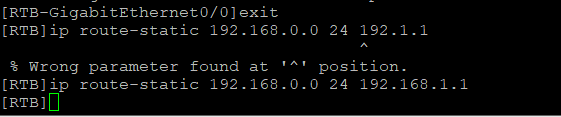 [RTB-GigabitEthernet0/0]exit
[RTB]ip route-static 192.168.0.0 24 192.1.1
^
% Wrong parameter found at '^' position.
[RTB]ip route-static 192.168.0.0 24 192.168.1.1
[RTB]